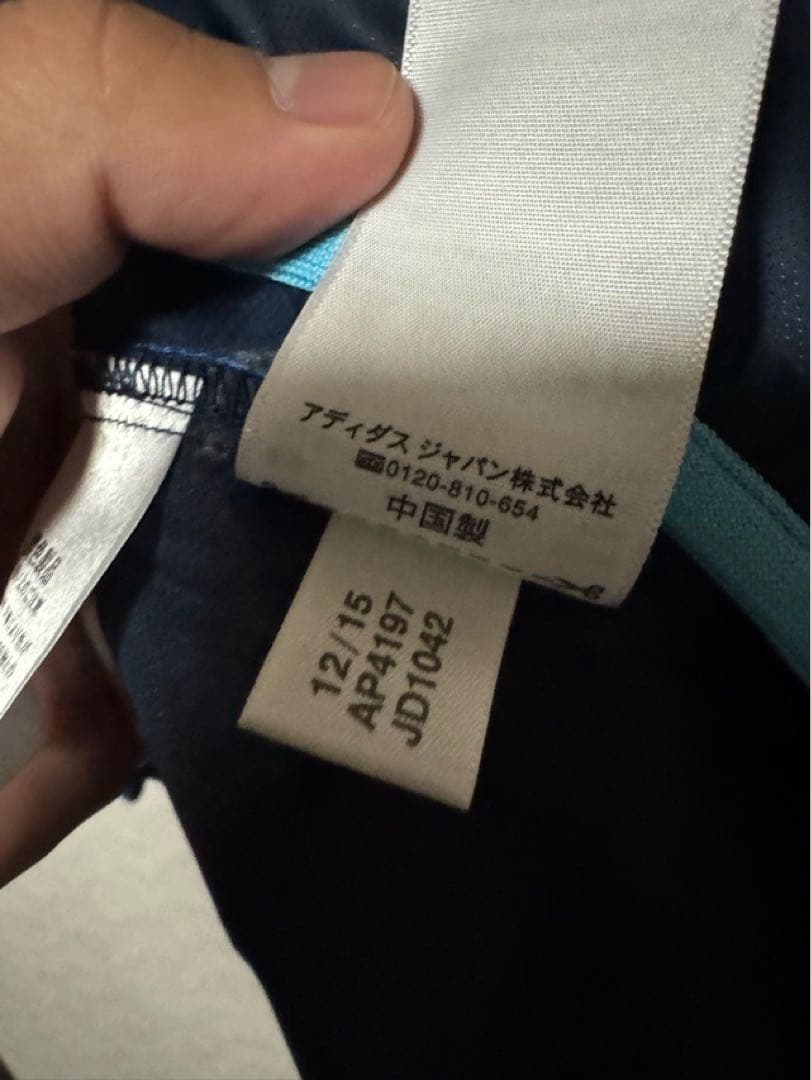 アディダス ジャパン株式会社
0120-810-654
中国製
12/15
AP4197
JD1042